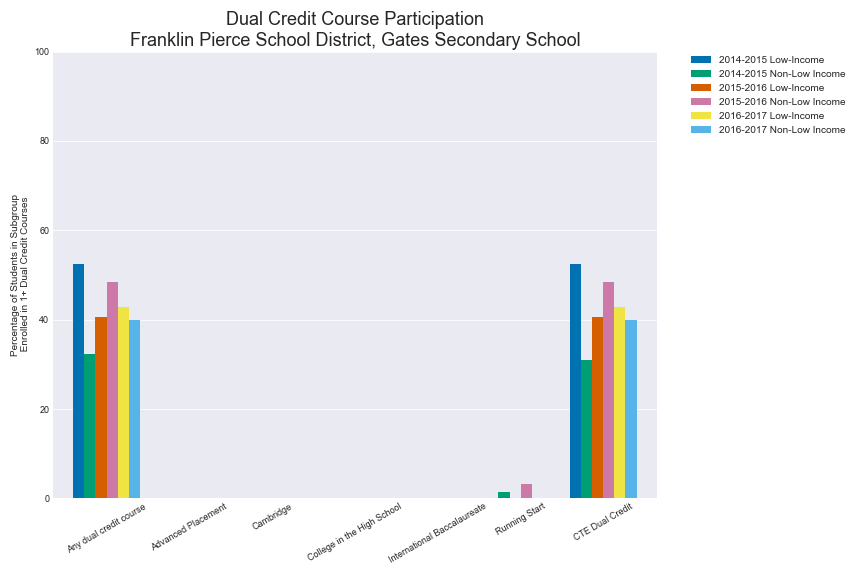 Dual Credit Course Participation
Franklin Pierce School District, Gates Secondary School
2014-2015 Low-Income
2014-2015 Non-Low Income
2015-2016 Low-Income
2015-2016 Non-Low Income
2016-2017 Low-Income
2016-2017 Non-Low Income
Percentage of Students in Subgroup
Enrolled in 1+ Dual Credit Courses
100
80
60
40
20
0
Any dual credit course
Advanced Placement
Cambridge
College in the High School
International Baccalaureate
Running Start
CTE Dual Credit